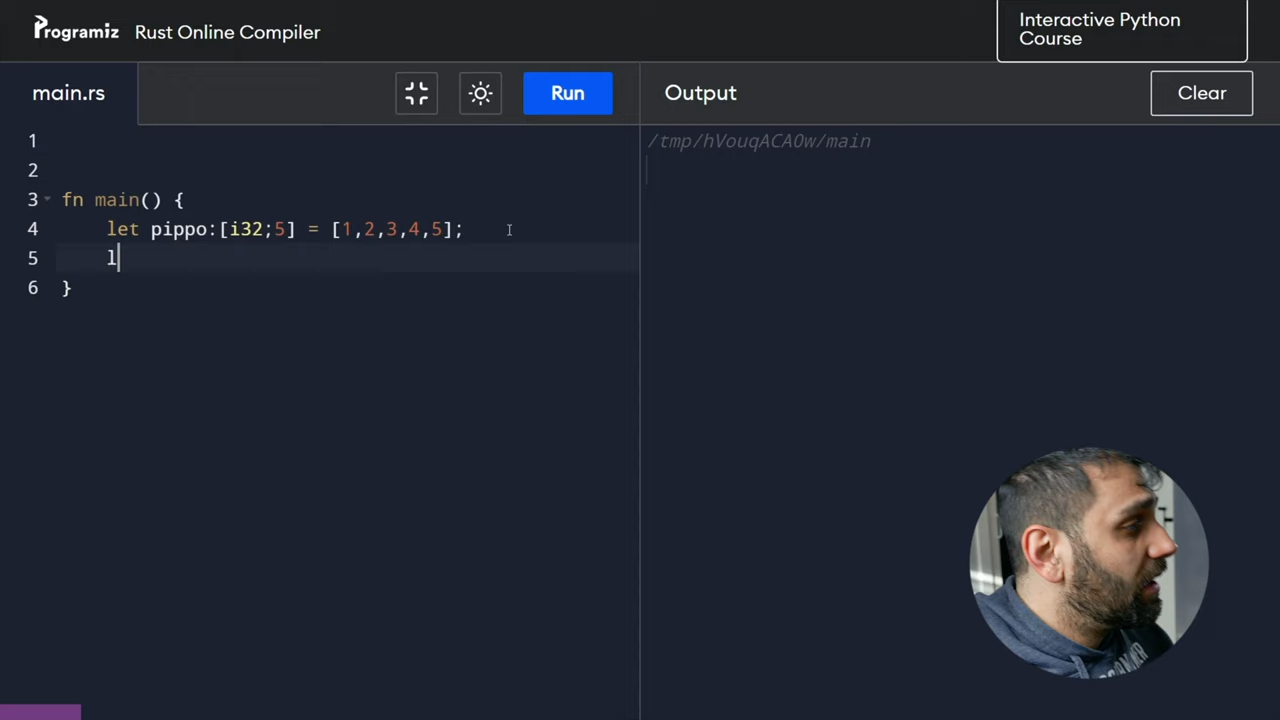 Programiz Rust Online Compiler
Interactive Python
Course
main.rs
Run
Output
Clear
/tmp/hVouqACAOw/main
1
2
3 fn main() {
4 let pippo:[i32;5] = [1,2,3,4,5];
5 l
6 }